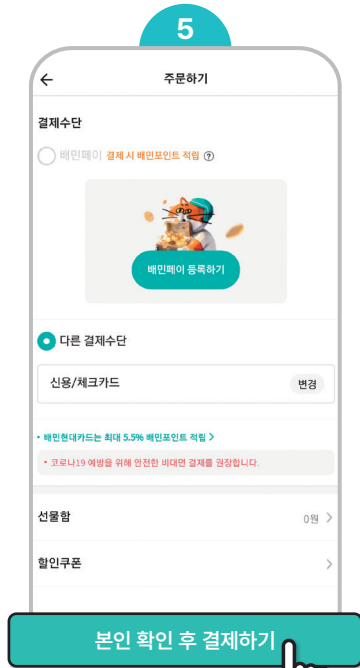 5
주문하기
결제수단
배민페이 결제 시 배민포인트 적립 ?
배민페이 등록하기
다른 결제수단
신용/체크카드 변경
• 배민현대카드는 최대 5.5% 배민포인트 적립 >
• 코로나19 예방을 위해 안전한 비대면 결제를 권장합니다.
선물함 0원 >
할인쿠폰 >
본인 확인 후 결제하기